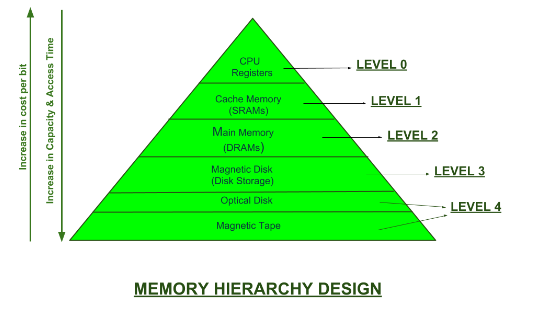 Increase in cost per bit
Increase in Capacity & Access Time
CPU
Registers
LEVEL 0
Cache Memory
(SRAMs)
LEVEL 1
Main Memory
(DRAMs)
LEVEL 2
Magnetic Disk
(Disk Storage)
LEVEL 3
Optical Disk
LEVEL 4
Magnetic Tape
MEMORY HIERARCHY DESIGN